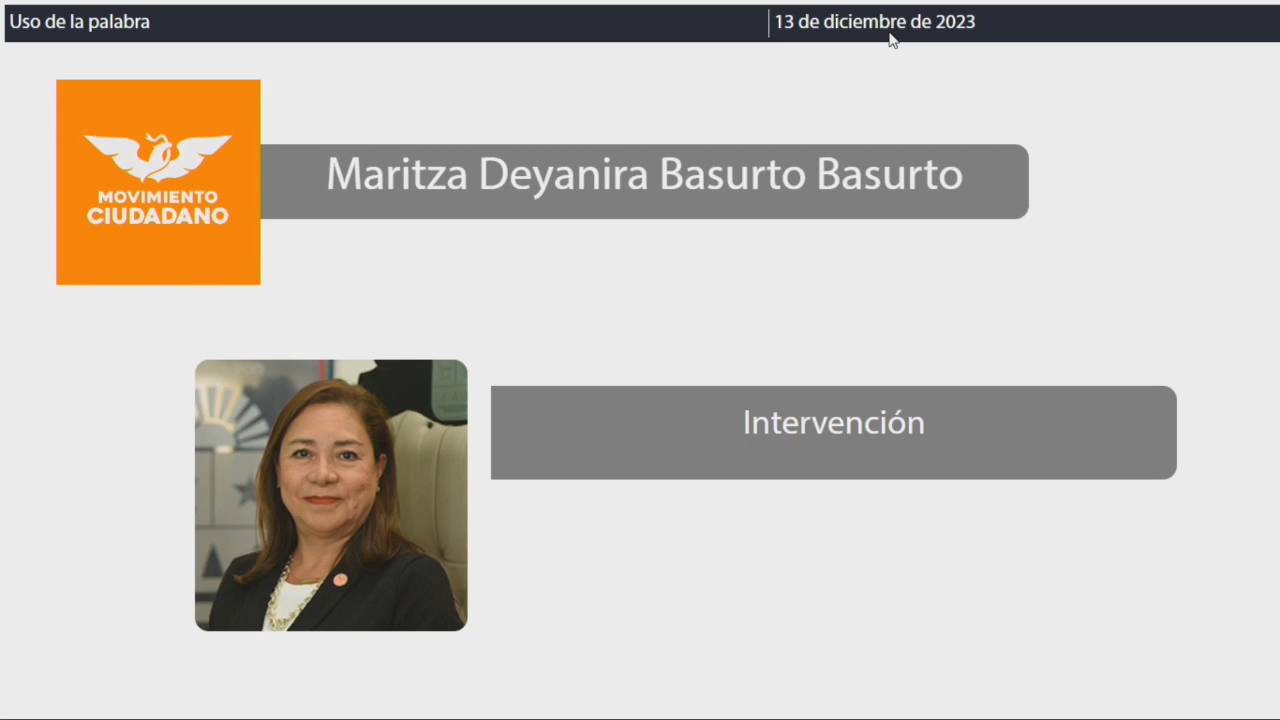 Uso de la palabra
13 de diciembre de 2023
MOVIMIENTO
CIUDADANO
Maritza Deyanira Basurto Basurto
Intervención